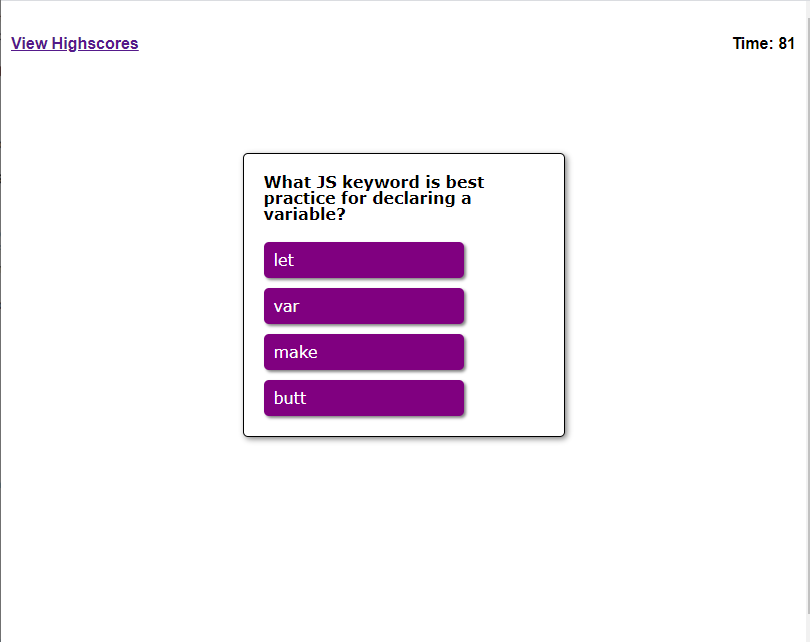 View Highscores
Time: 81
What JS keyword is best
practice for declaring a
variable?
let
var
make
butt